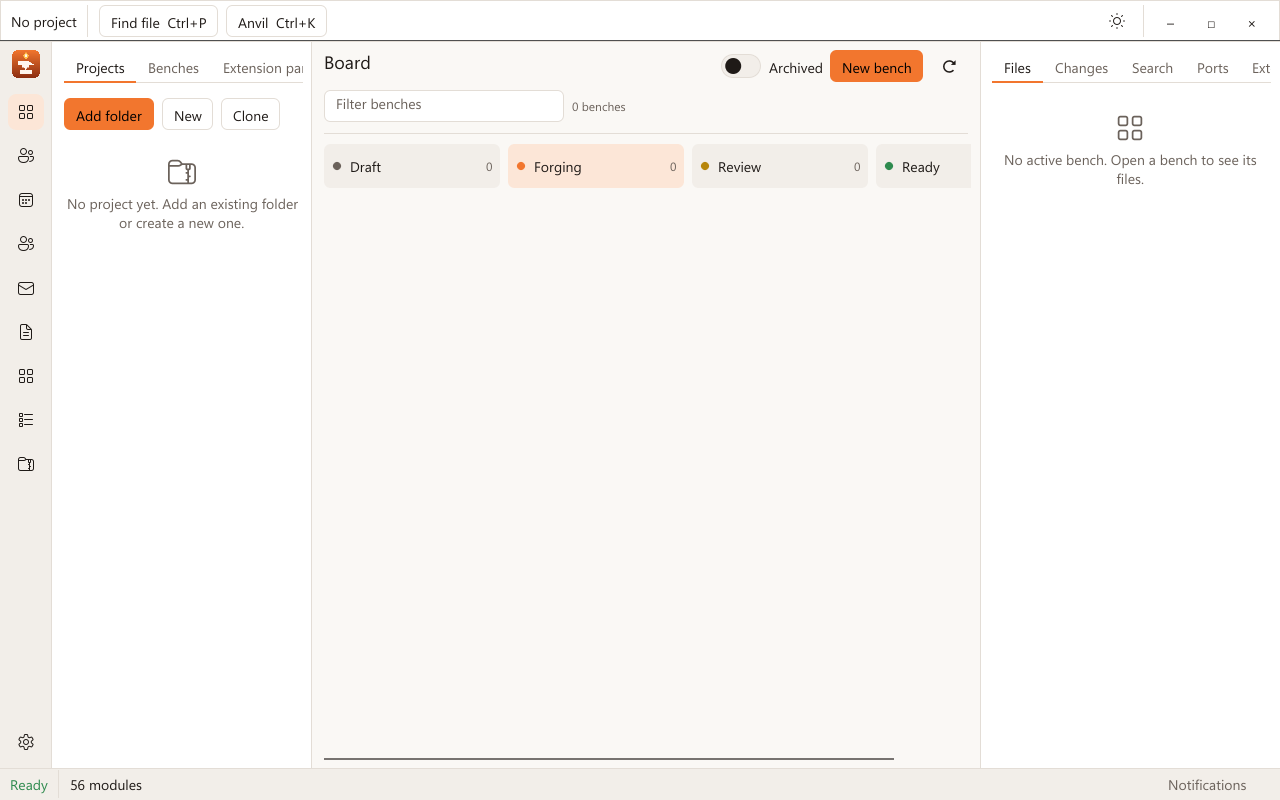 No project
Find file Ctrl+P
Anvil Ctrl+K
Projects
Benches
Extension par
Add folder
New
Clone
No project yet. Add an existing folder
or create a new one.
Board
Archived
New bench
Filter benches
0 benches
Draft 0
Forging 0
Review 0
Ready
Files
Changes
Search
Ports
Ext
No active bench. Open a bench to see its
files.
Ready
56 modules
Notifications